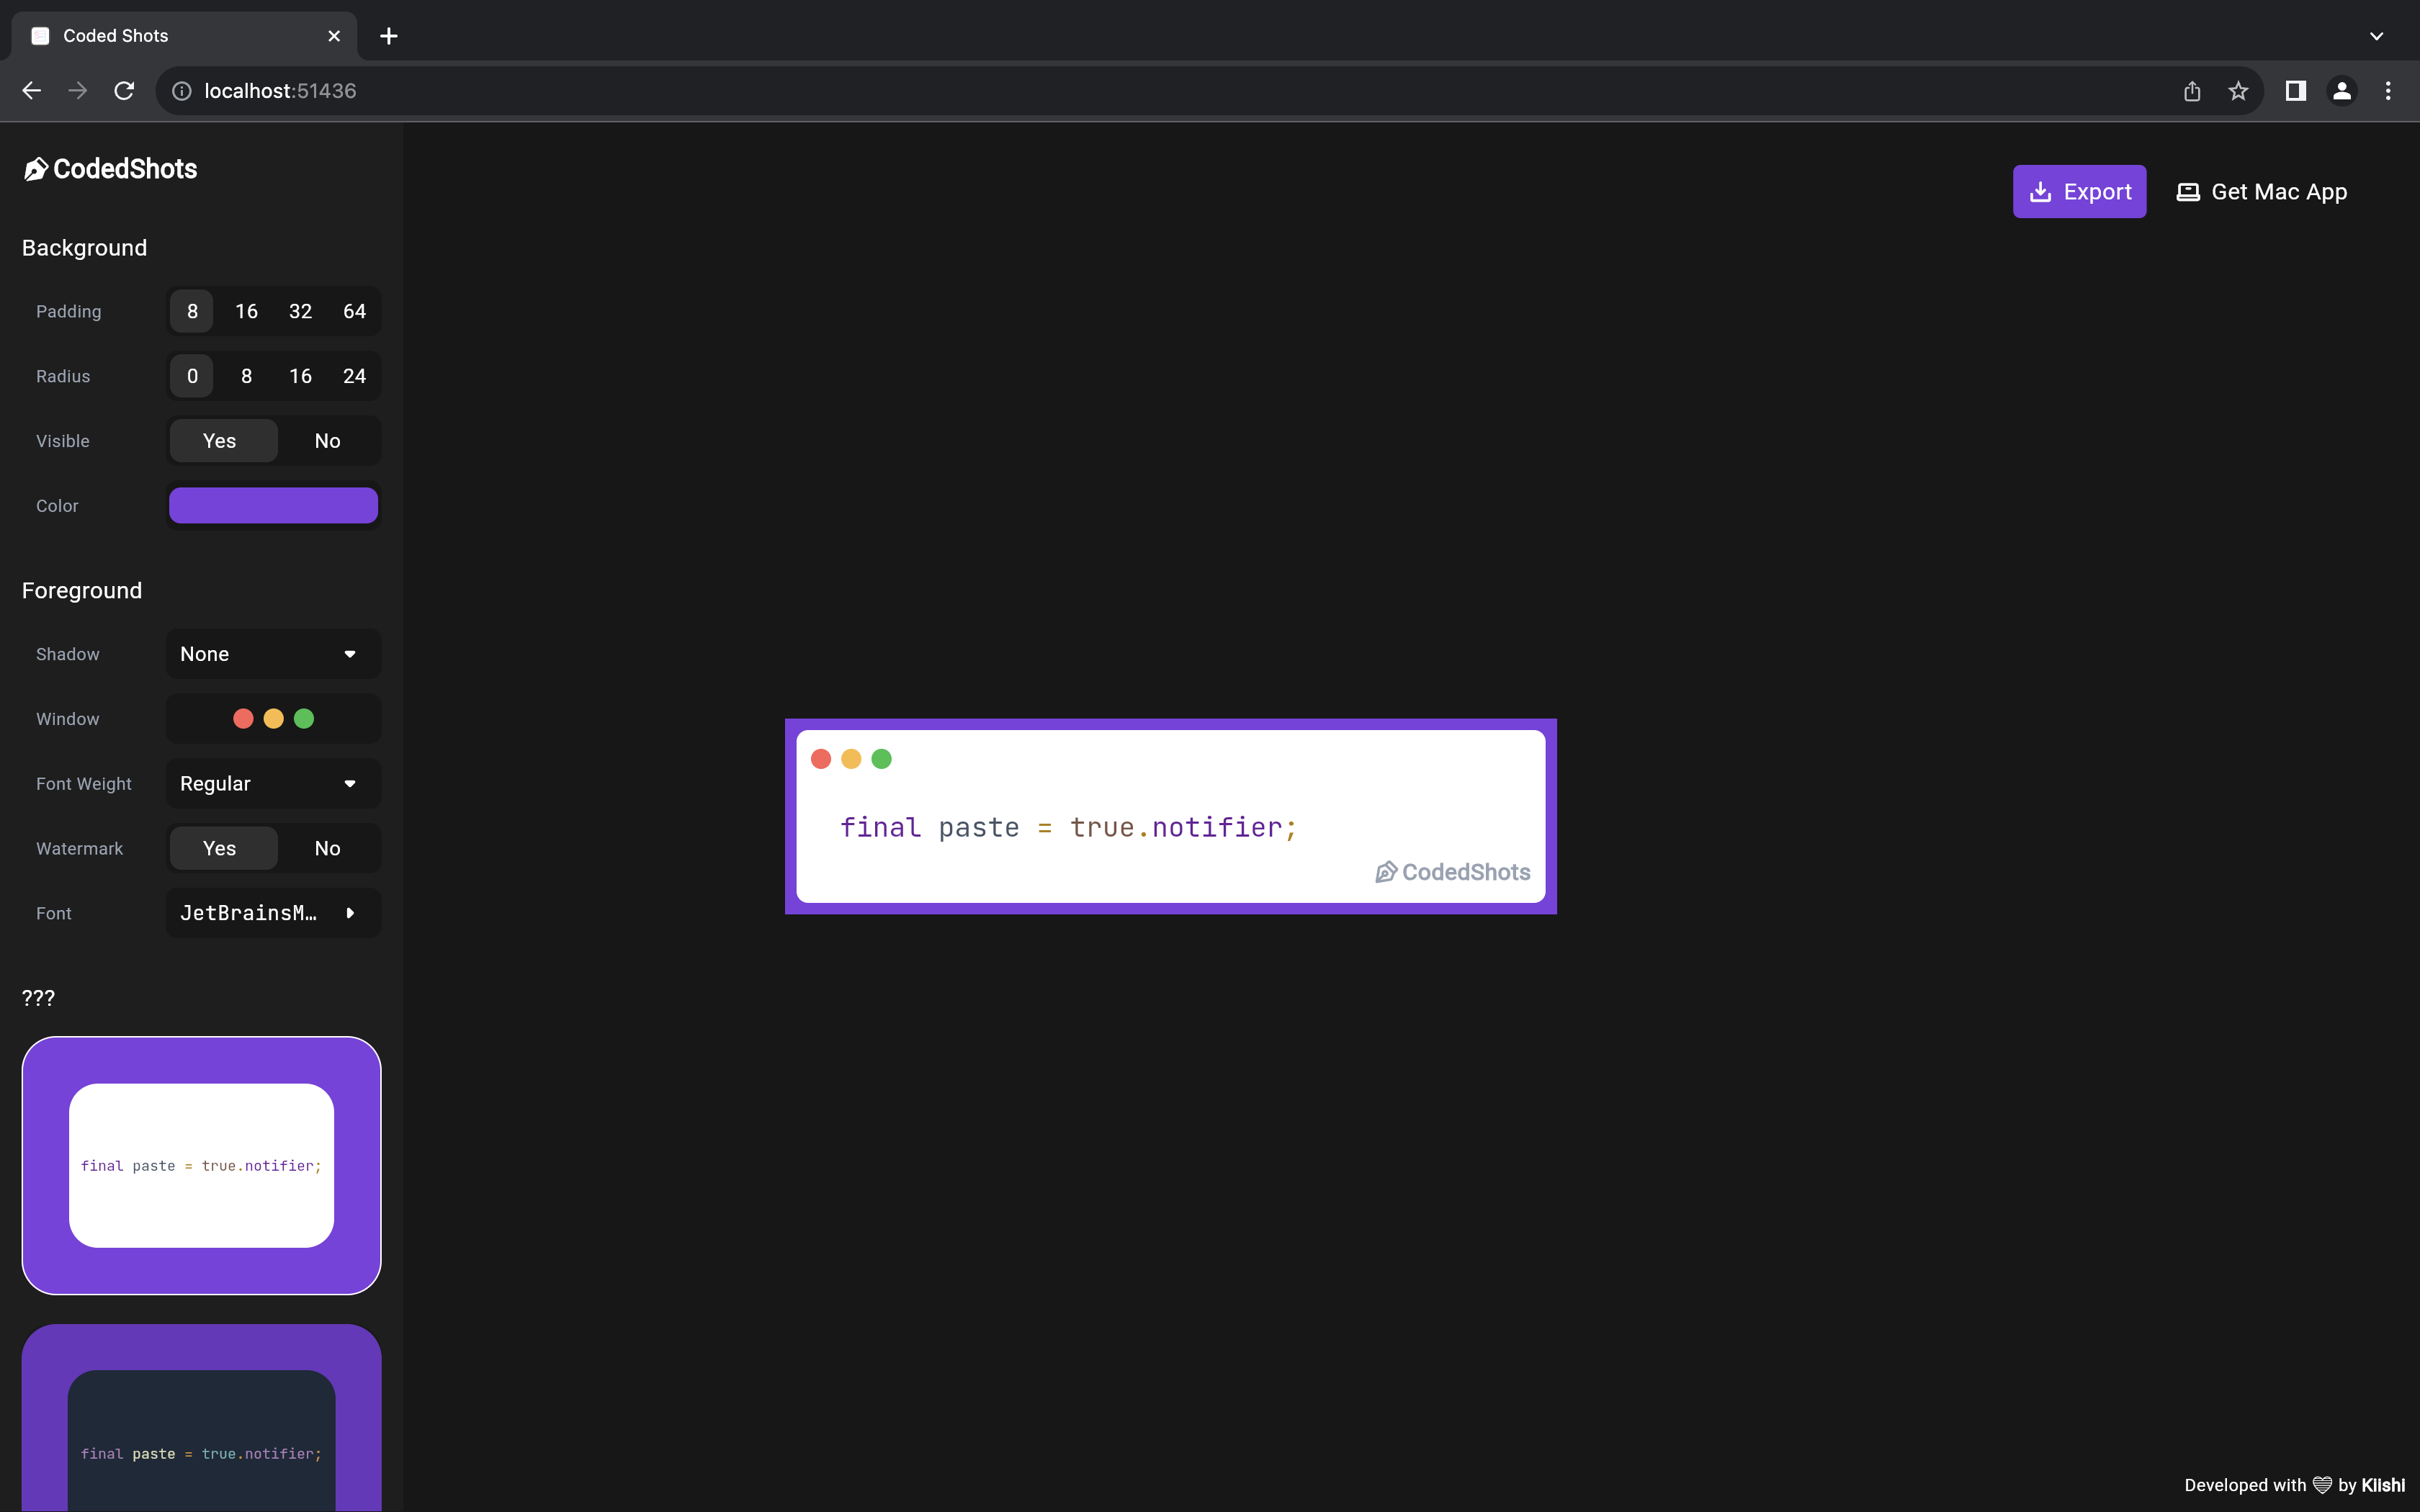 Coded Shots
localhost:51436
CodedShots
Export
Get Mac App
Background
Padding 8 16 32 64
Radius 0 8 16 24
Visible Yes No
Color
Foreground
Shadow None
Window
Font Weight Regular
Watermark Yes No
Font JetBrainsM…
final paste = true.notifier;
CodedShots
???
final paste = true.notifier;
final paste = true.notifier;
Developed with by Kiishi